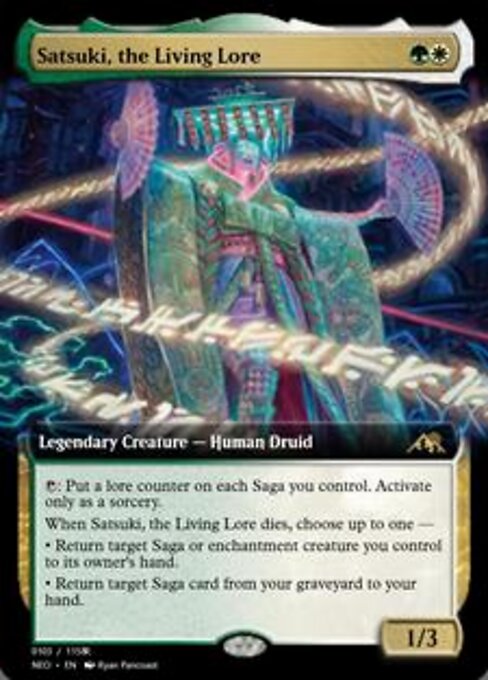 Satsuki, the Living Lore
Legendary Creature — Human Druid
: Put a lore counter on each Saga you control. Activate
only as a sorcery.
When Satsuki, the Living Lore dies, choose up to one —
• Return target Saga or enchantment creature you control
to its owner's hand.
• Return target Saga card from your graveyard to your
hand.
1/3
NEO • EN Ryan Pancoast